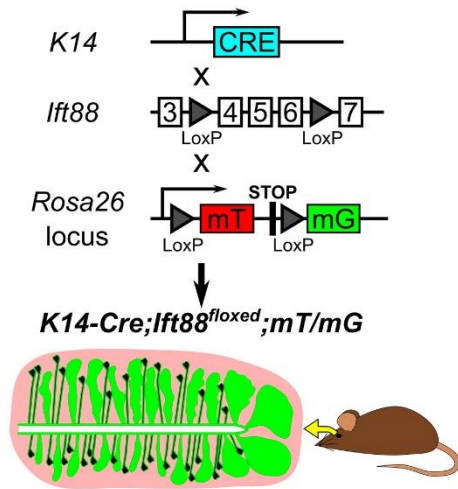 K14
CRE
X
Ift88
3 4 5 6 7
LoxP LoxP
X
STOP
Rosa26
locus
mT mG
LoxP LoxP
K14-Cre;Ift88floxed;mT/mG